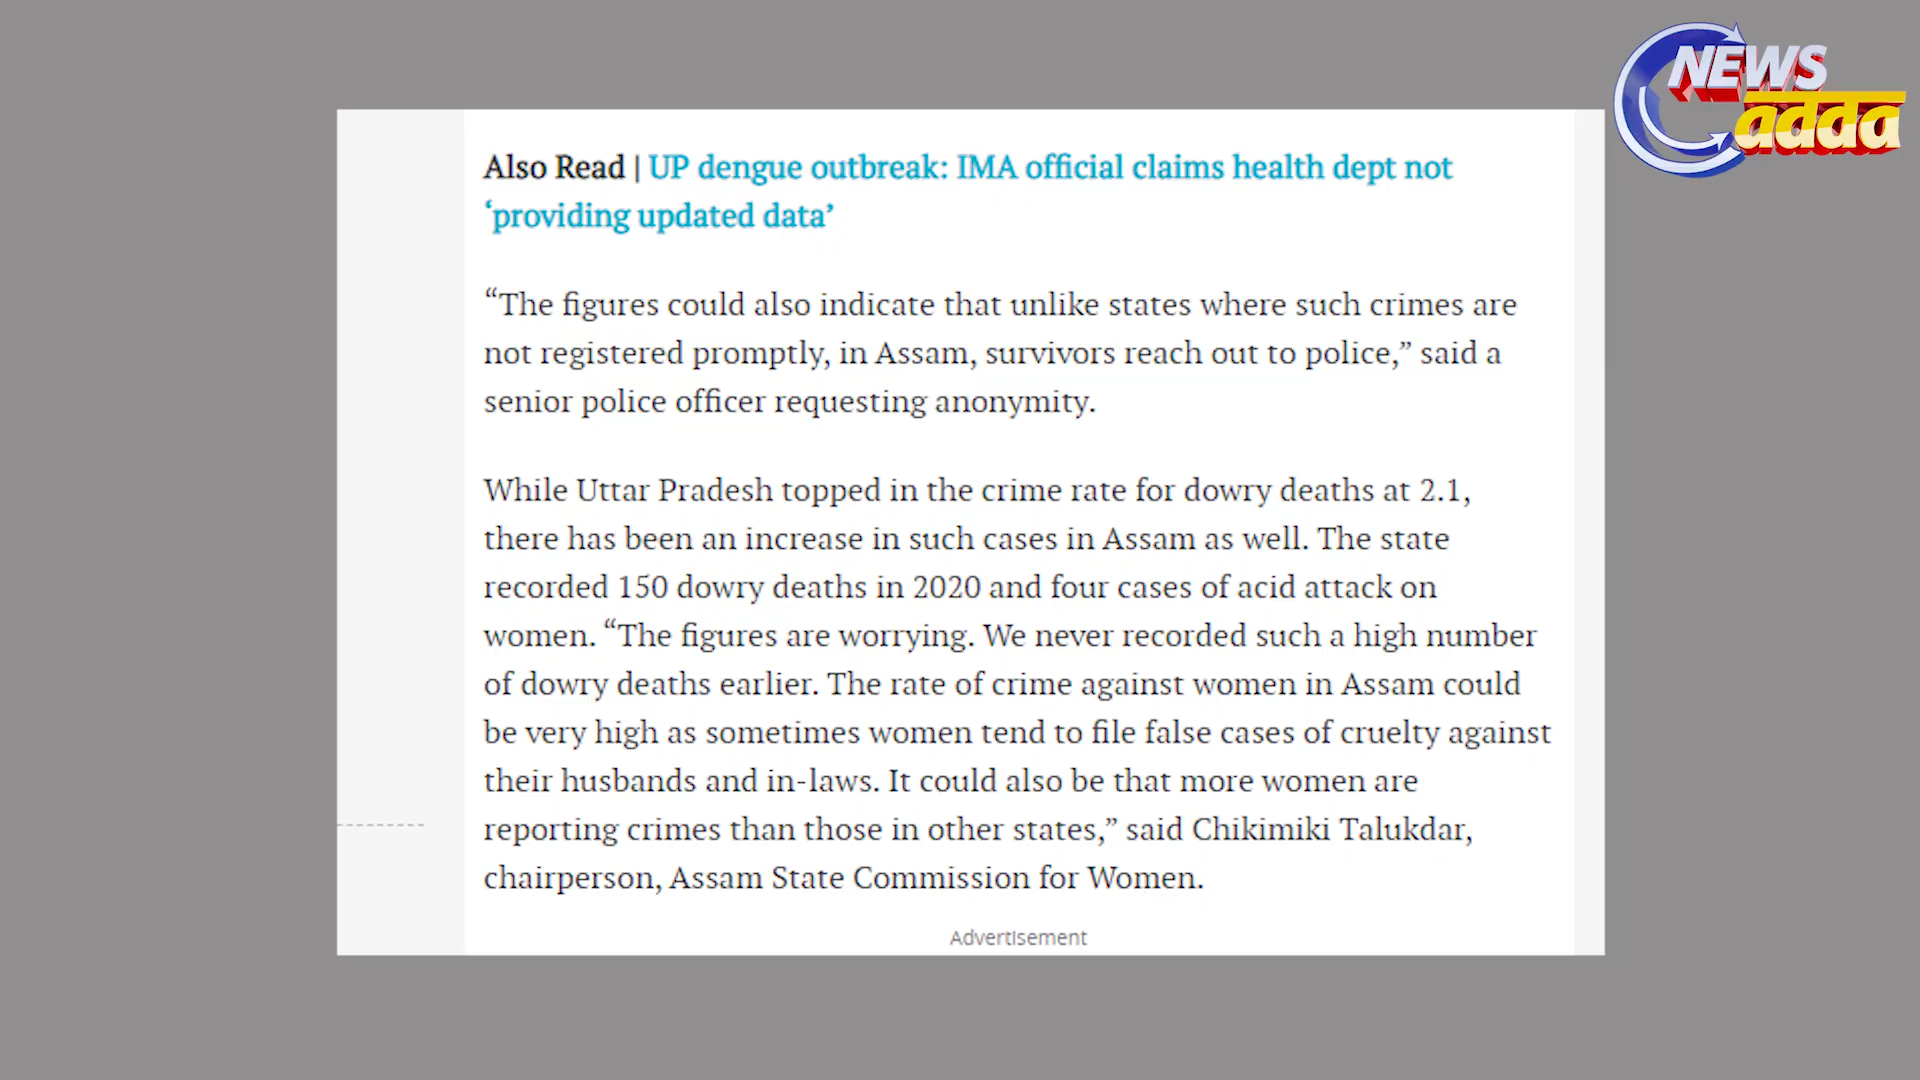 NEWS
adda
Also Read | UP dengue outbreak: IMA official claims health dept not
‘providing updated data’
“The figures could also indicate that unlike states where such crimes are
not registered promptly, in Assam, survivors reach out to police,” said a
senior police officer requesting anonymity.
While Uttar Pradesh topped in the crime rate for dowry deaths at 2.1,
there has been an increase in such cases in Assam as well. The state
recorded 150 dowry deaths in 2020 and four cases of acid attack on
women. “The figures are worrying. We never recorded such a high number
of dowry deaths earlier. The rate of crime against women in Assam could
be very high as sometimes women tend to file false cases of cruelty against
their husbands and in-laws. It could also be that more women are
reporting crimes than those in other states,” said Chikimiki Talukdar,
chairperson, Assam State Commission for Women.
Advertisement